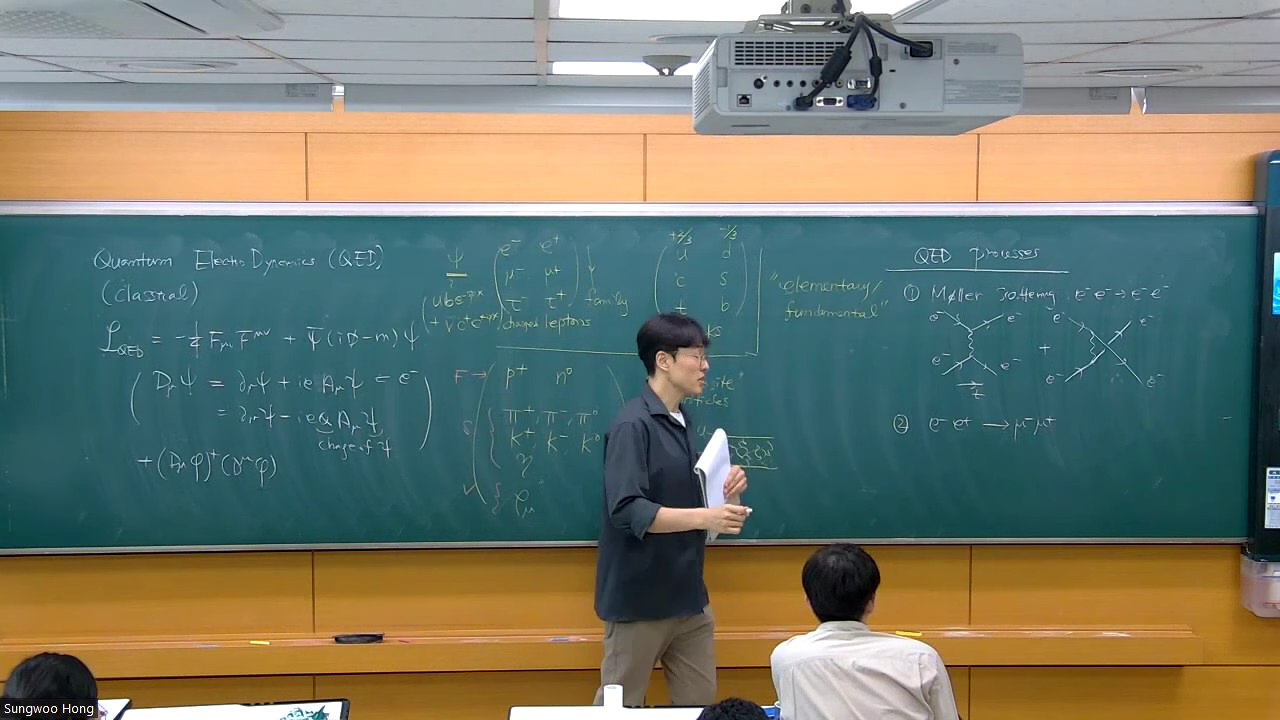 Quantum ElectroDynamics (QED)
(Classical)
L_QED = -1/4 F_μν F^μν + ψ̄(iD̸-m)ψ
( D_μψ = ∂_μψ + ie A_μψ ⇐ e⁻
= ∂_μψ - ieQ A_μψ )
charge of ψ
+ (D_μφ)†(D^μφ)
ψ
e⁻ e⁺
μ⁻ μ⁺
τ⁻ τ⁺
family
charged leptons
+2/3 -1/3
u d
c s
t b
"elementary/
fundamental"
F → p⁺ n⁰
π⁺, π⁻, π⁰
K⁺ K⁻ K⁰
η
ρ_μ
QED processes
① Møller scattering e⁻e⁻→e⁻e⁻
e⁻ e⁻ e⁻ e⁻
+
e⁻ e⁻ e⁻ e⁻
② e⁻e⁺ → μ⁻μ⁺
Sungwoo Hong